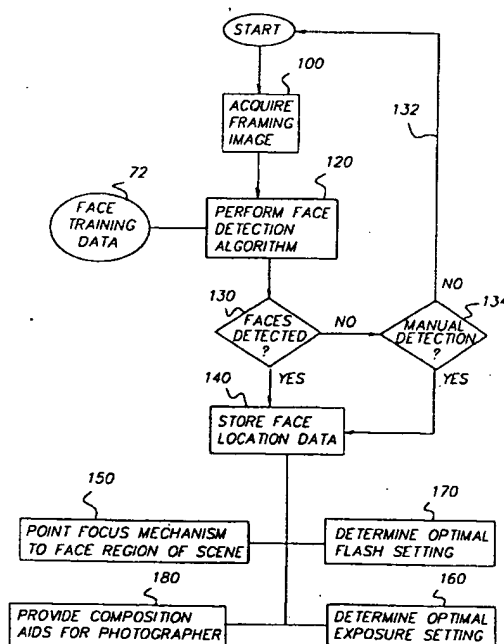 START
100
ACQUIRE
FRAMING
IMAGE
132
72
FACE
TRAINING
DATA
120
PERFORM FACE
DETECTION
ALGORITHM
130
FACES
DETECTED
?
NO
NO
134
MANUAL
DETECTION
?
140
YES
YES
STORE FACE
LOCATION DATA
150
POINT FOCUS MECHANISM
TO FACE REGION OF SCENE
170
DETERMINE OPTIMAL
FLASH SETTING
180
PROVIDE COMPOSITION
AIDS FOR PHOTOGRAPHER
160
DETERMINE OPTIMAL
EXPOSURE SETTING